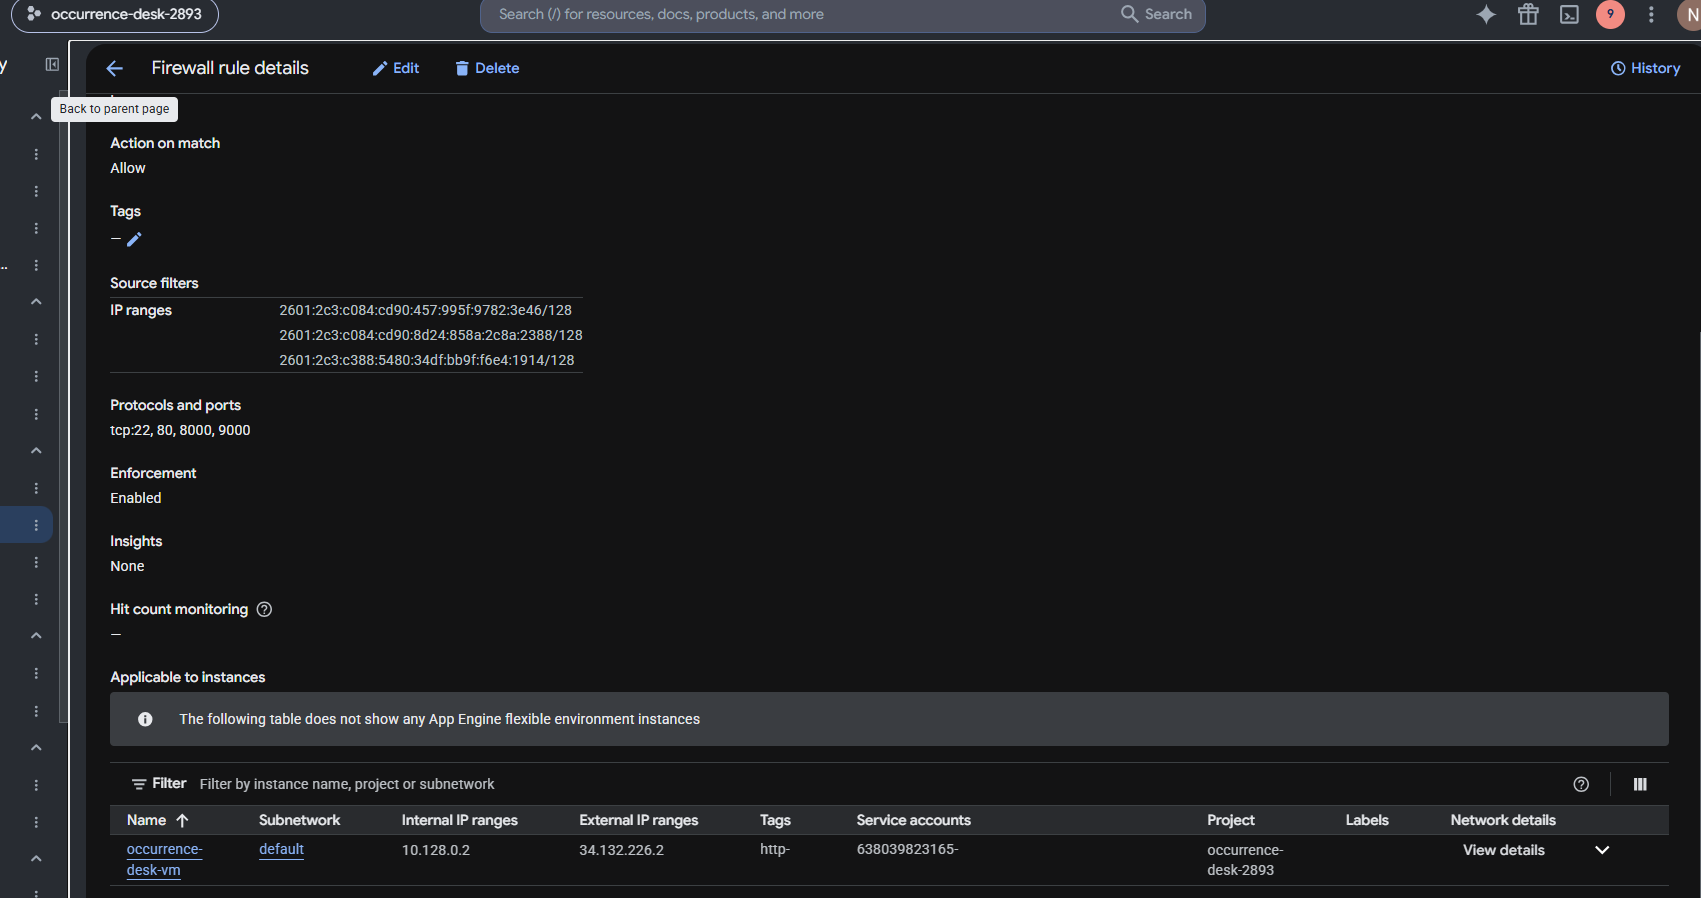 occurrence-desk-2893
Search (/) for resources, docs, products, and more
Search
9
N
y
Firewall rule details
Edit
Delete
History
Back to parent page
Action on match
Allow
Tags
—
Source filters
IP ranges
2601:2c3:c084:cd90:457:995f:9782:3e46/128
2601:2c3:c084:cd90:8d24:858a:2c8a:2388/128
2601:2c3:c388:5480:34df:bb9f:f6e4:1914/128
...
Protocols and ports
tcp:22, 80, 8000, 9000
Enforcement
Enabled
Insights
None
Hit count monitoring
—
Applicable to instances
The following table does not show any App Engine flexible environment instances
Filter Filter by instance name, project or subnetwork
Name Subnetwork Internal IP ranges External IP ranges Tags Service accounts Project Labels Network details
occurrence- default 10.128.0.2 34.132.226.2 http- 638039823165- occurrence- View details
desk-vm desk-2893